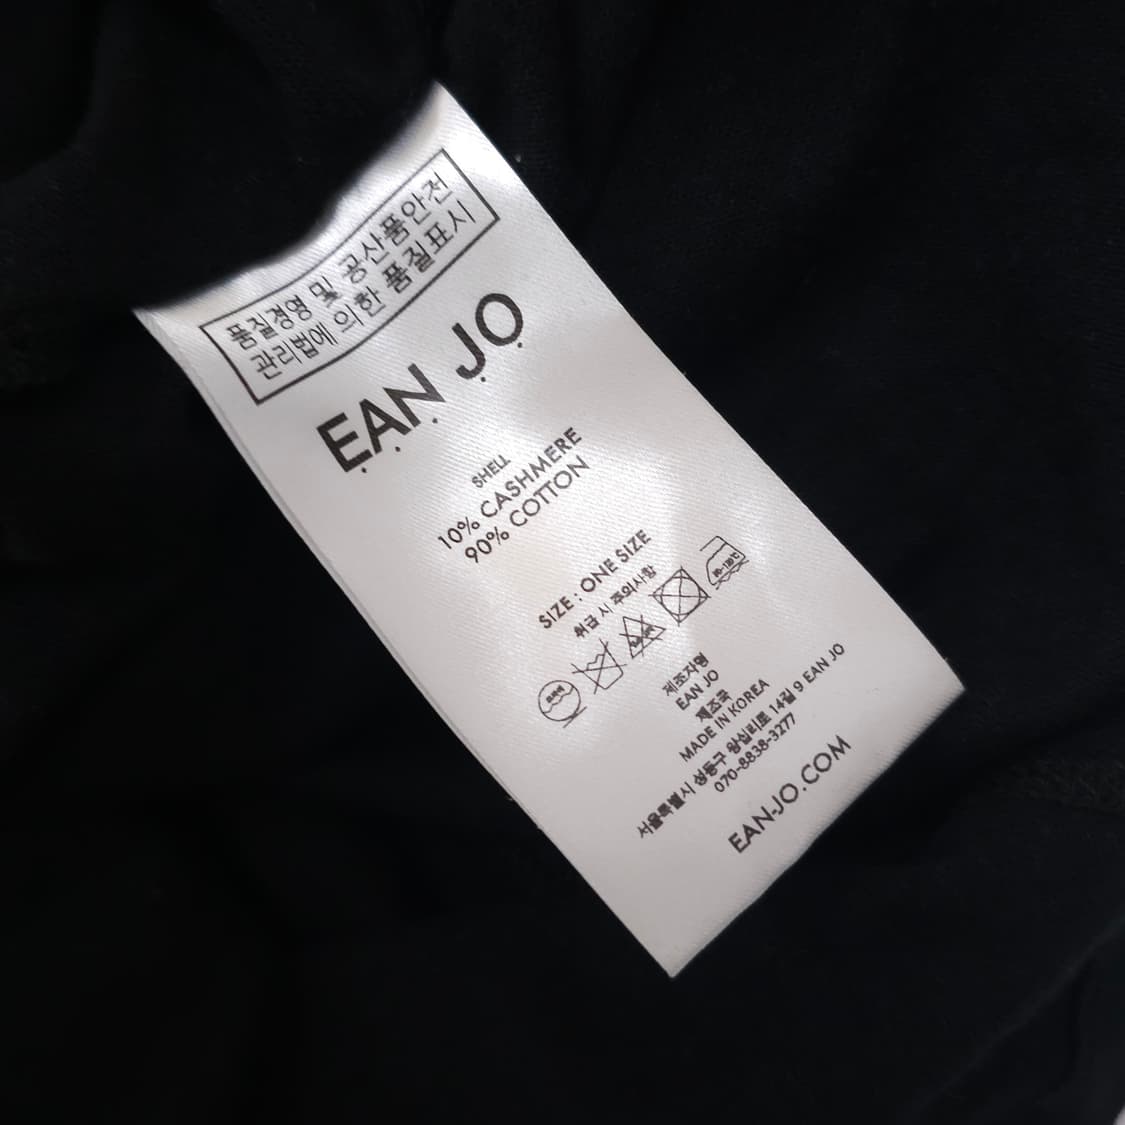 품질경영 및 공산품안전
관리법에 의한 품질표시
EAN JO
SHELL
10% CASHMERE
90% COTTON
SIZE : ONE SIZE
취급 시 주의사항
제조자명
EAN JO
제조국
MADE IN KOREA
서울특별시 성동구 왕십리로 14길 9 EAN JO
070-8838-3277
EAN-JO.COM